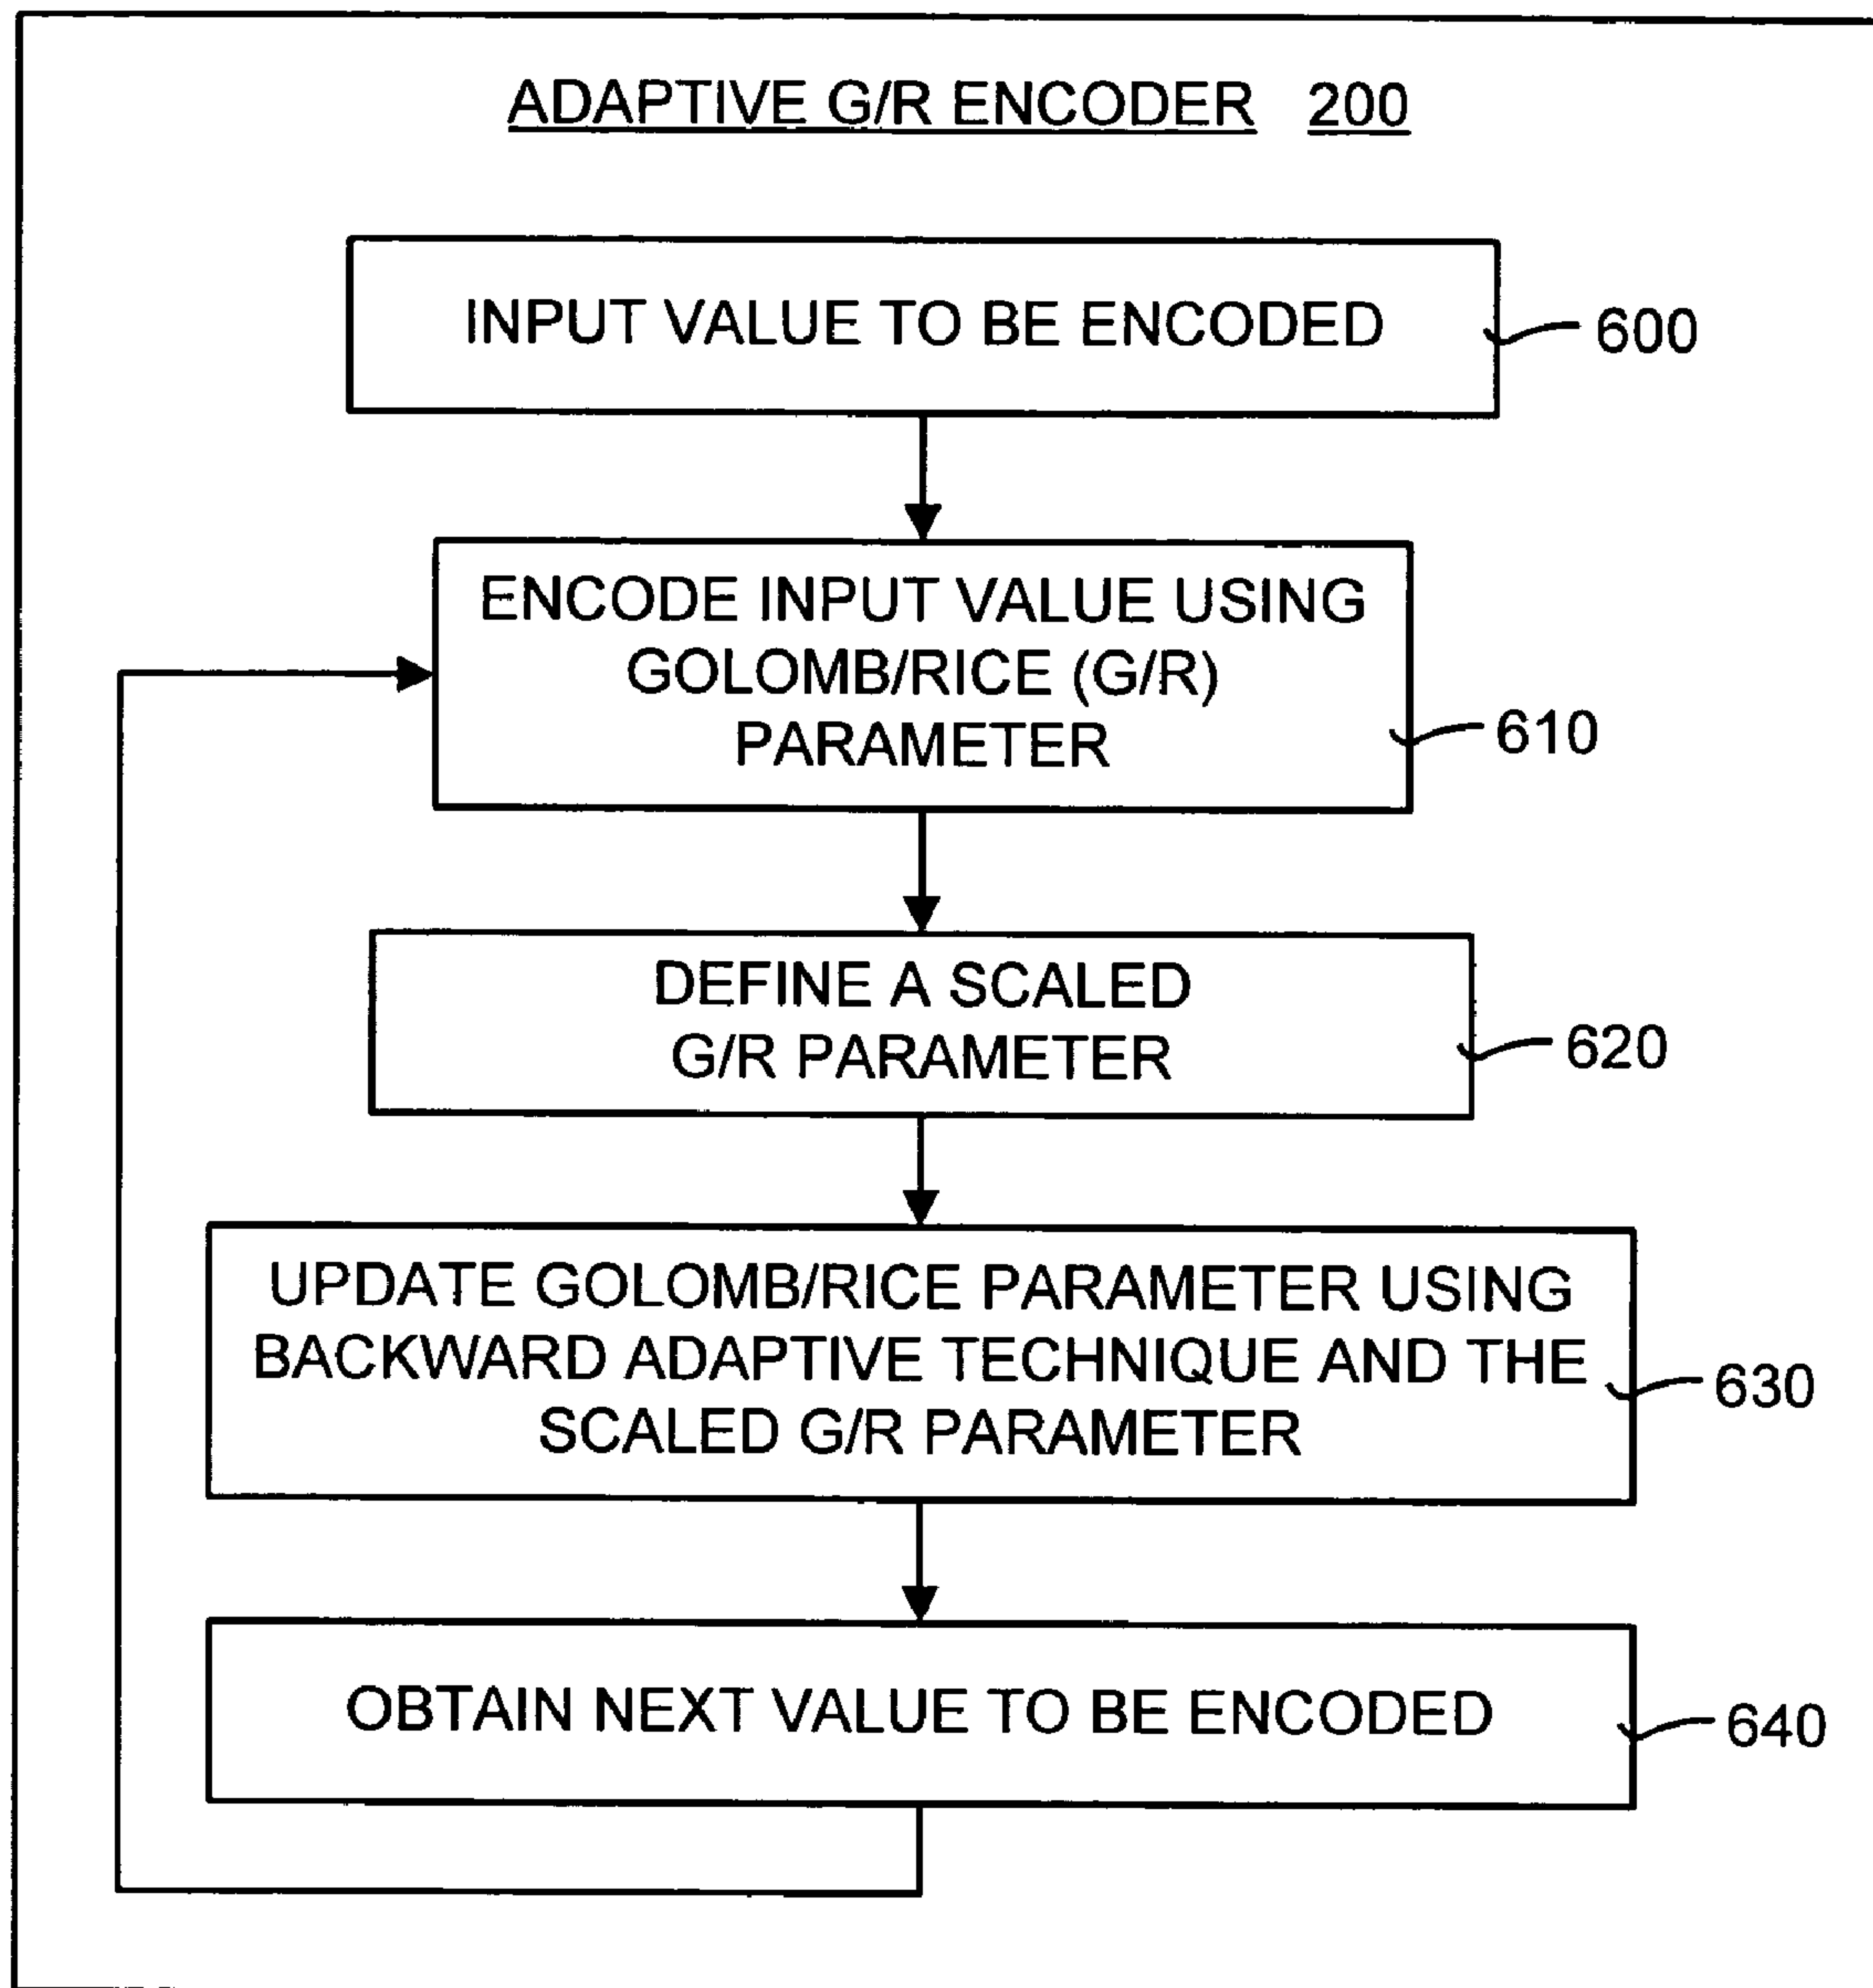 ADAPTIVE G/R ENCODER 200
INPUT VALUE TO BE ENCODED
600
ENCODE INPUT VALUE USING
GOLOMB/RICE (G/R)
PARAMETER
610
DEFINE A SCALED
G/R PARAMETER
620
UPDATE GOLOMB/RICE PARAMETER USING
BACKWARD ADAPTIVE TECHNIQUE AND THE
SCALED G/R PARAMETER
630
OBTAIN NEXT VALUE TO BE ENCODED
640